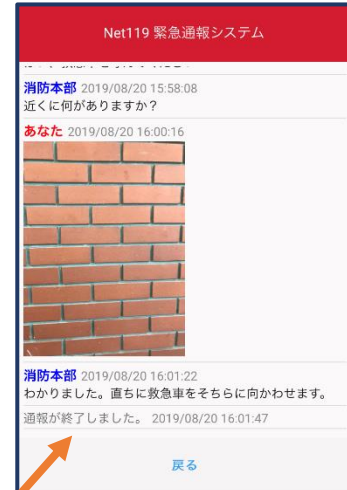 Net119 緊急通報システム
消防本部 2019/08/20 15:58:08
近くに何がありますか？
あなた 2019/08/20 16:00:16
消防本部 2019/08/20 16:01:22
わかりました。直ちに救急車をそちらに向かわせます。
通報が終了しました。 2019/08/20 16:01:47
戻る